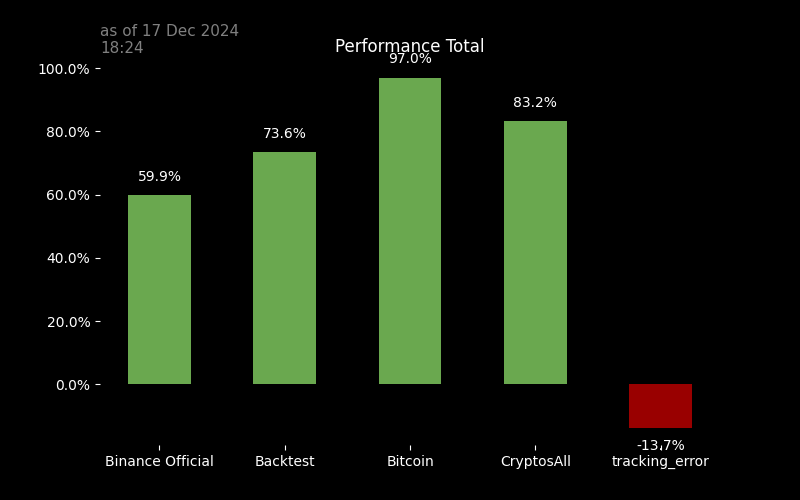 as of 17 Dec 2024
18:24
Performance Total
100.0%
80.0%
60.0%
40.0%
20.0%
0.0%
59.9%
73.6%
97.0%
83.2%
-13.7%
Binance Official
Backtest
Bitcoin
CryptosAll
tracking_error